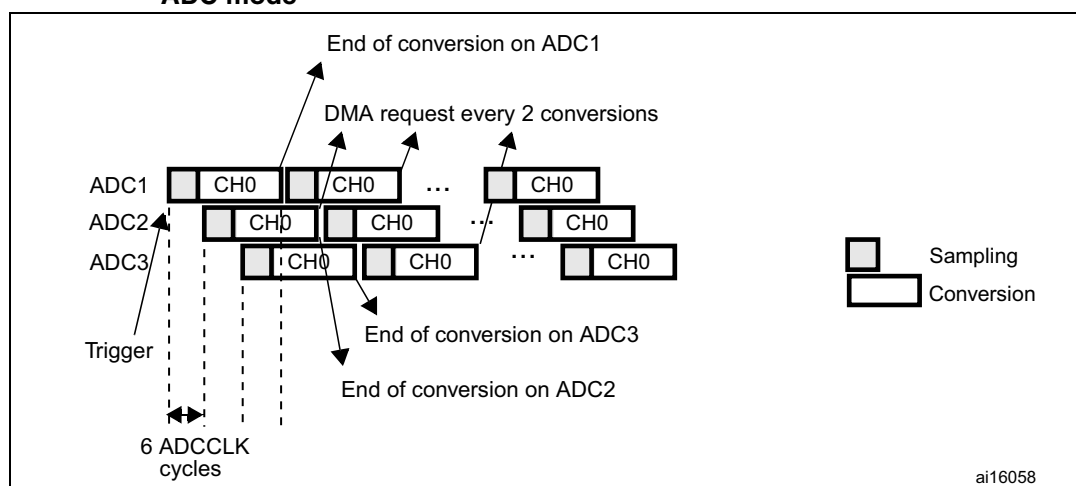 ADC mode
End of conversion on ADC1
DMA request every 2 conversions
ADC1 CH0 CH0 ... CH0
ADC2 CH0 CH0 ... CH0
ADC3 CH0 CH0 ... CH0
Sampling
Conversion
Trigger
End of conversion on ADC3
End of conversion on ADC2
6 ADCCLK
cycles
ai16058